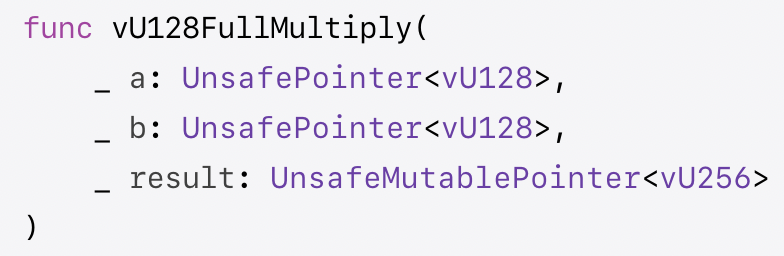 func vU128FullMultiply(
    _ a: UnsafePointer<vU128>,
    _ b: UnsafePointer<vU128>,
    _ result: UnsafeMutablePointer<vU256>
)